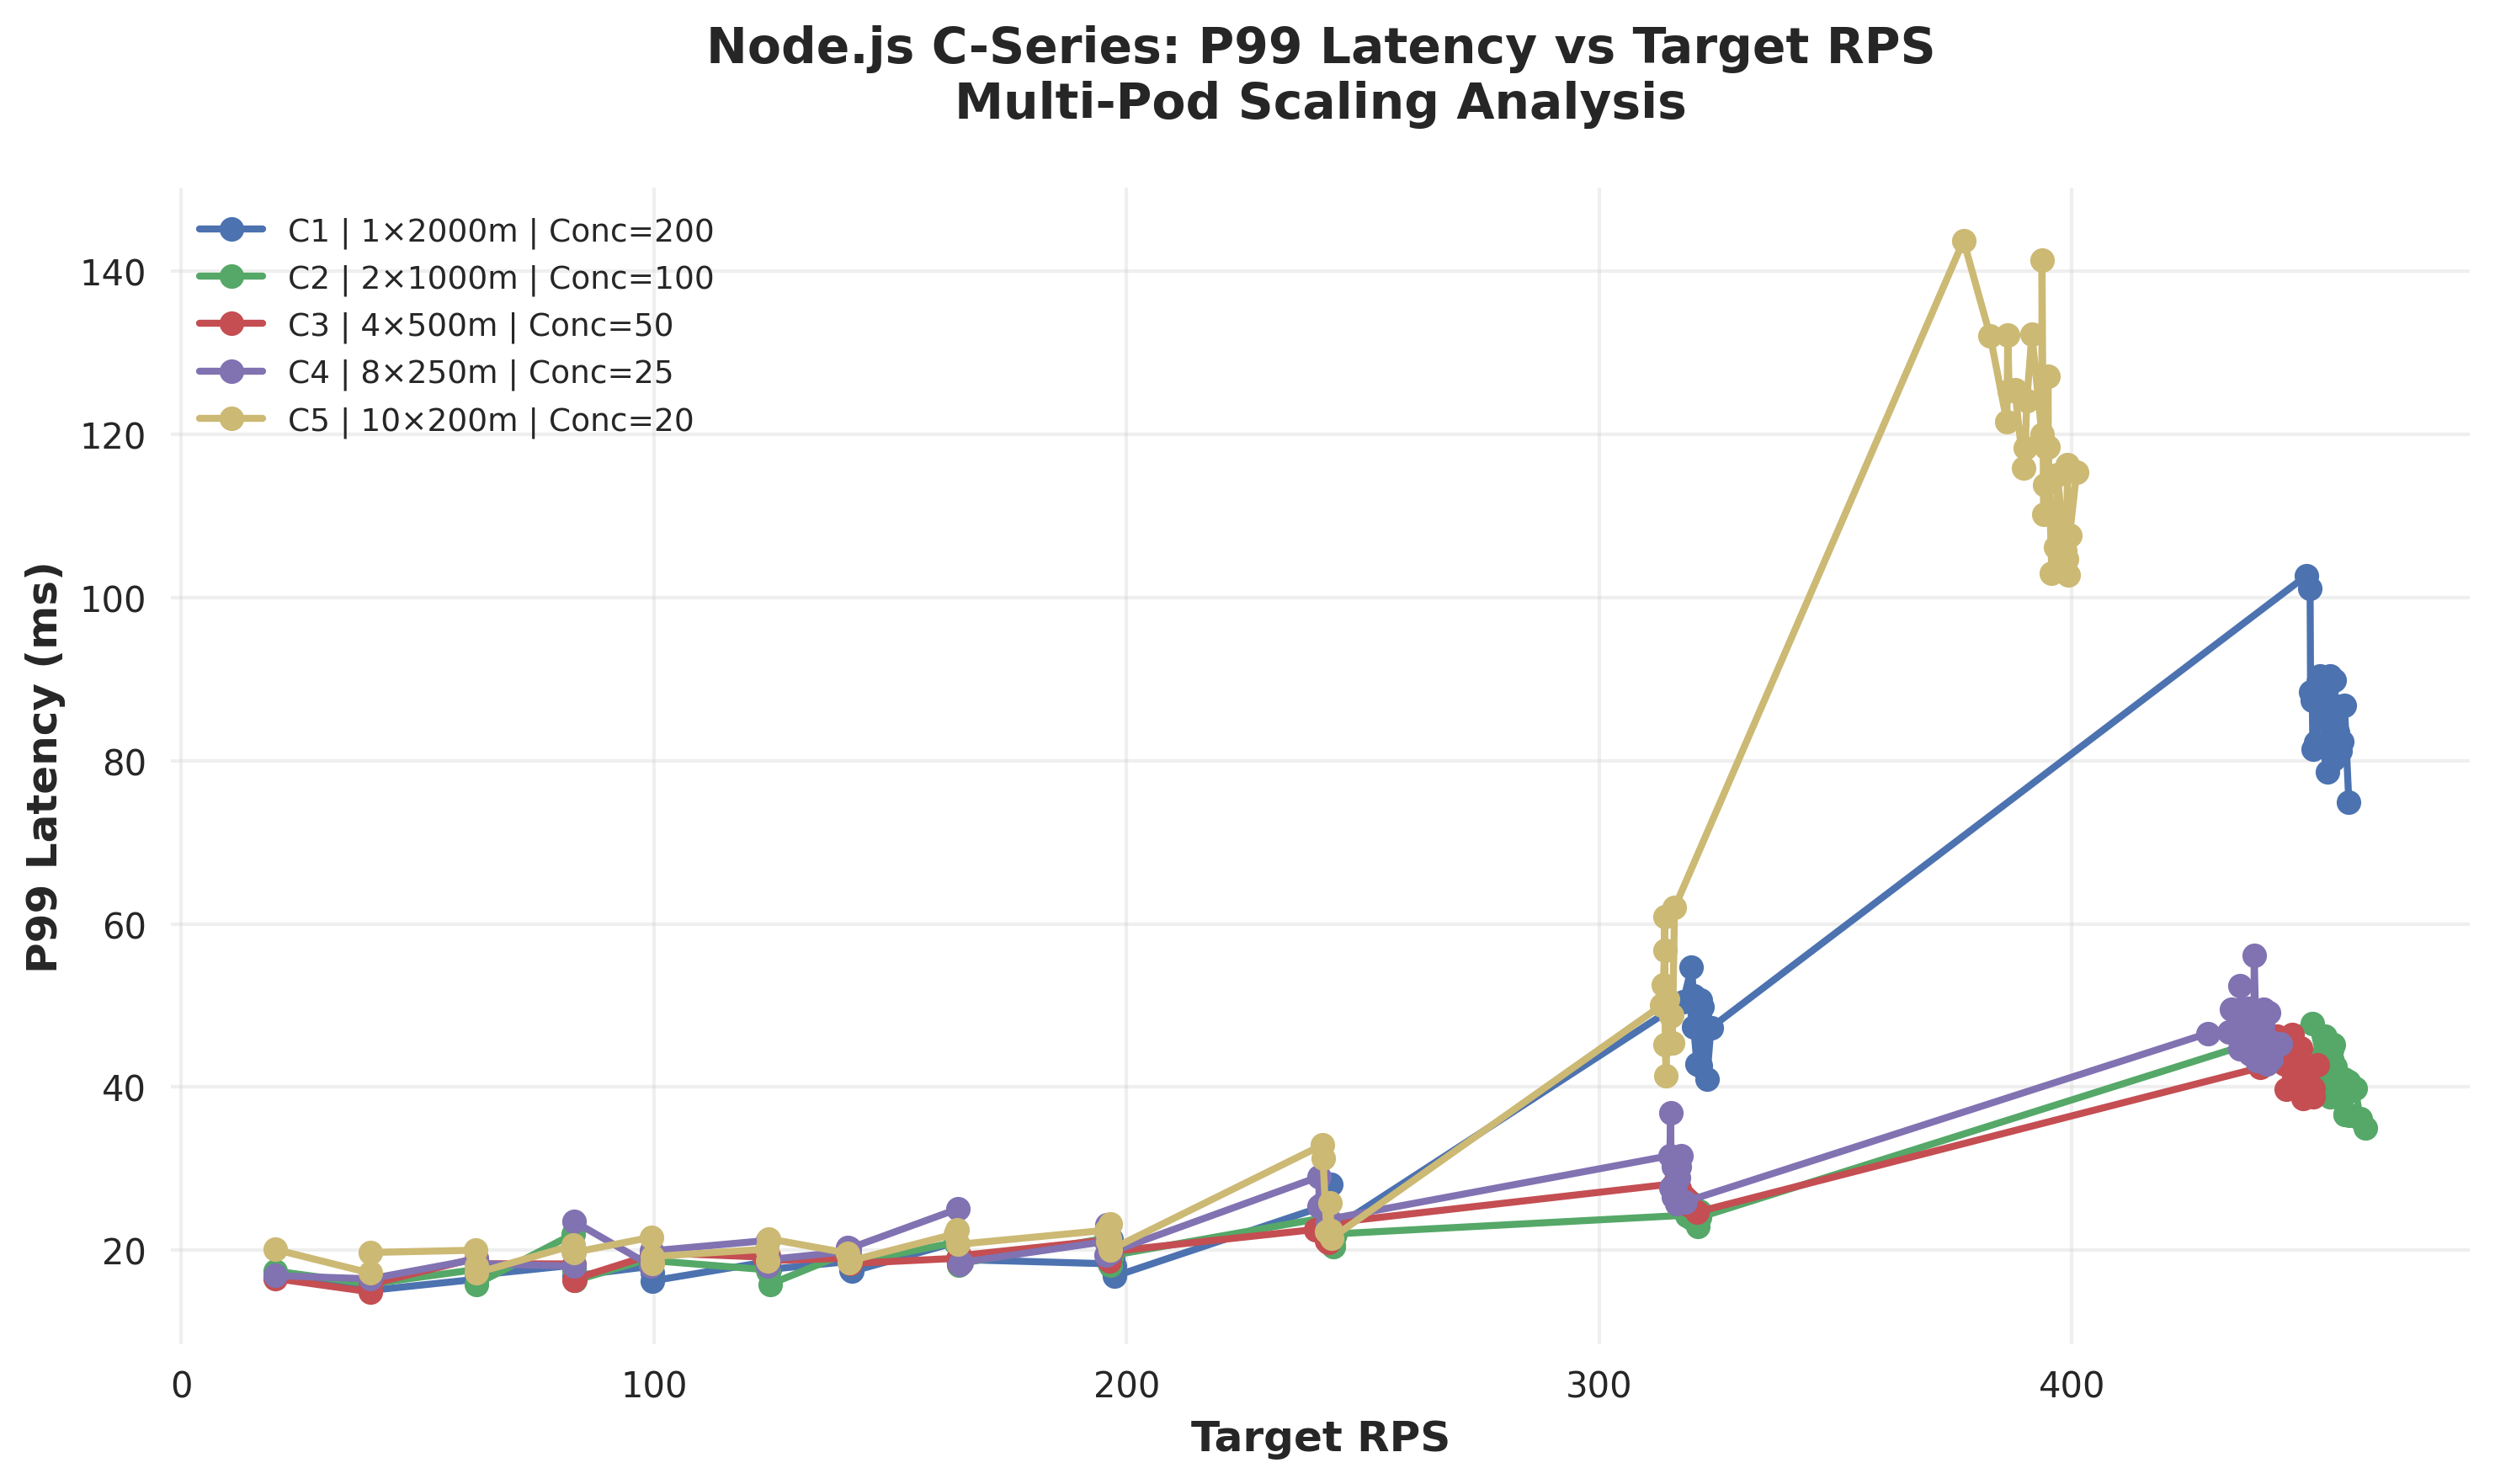 Node.js C-Series: P99 Latency vs Target RPS
Multi-Pod Scaling Analysis
C1 | 1×2000m | Conc=200
C2 | 2×1000m | Conc=100
C3 | 4×500m | Conc=50
C4 | 8×250m | Conc=25
C5 | 10×200m | Conc=20
P99 Latency (ms)
140
120
100
80
60
40
20
0 100 200 300 400
Target RPS